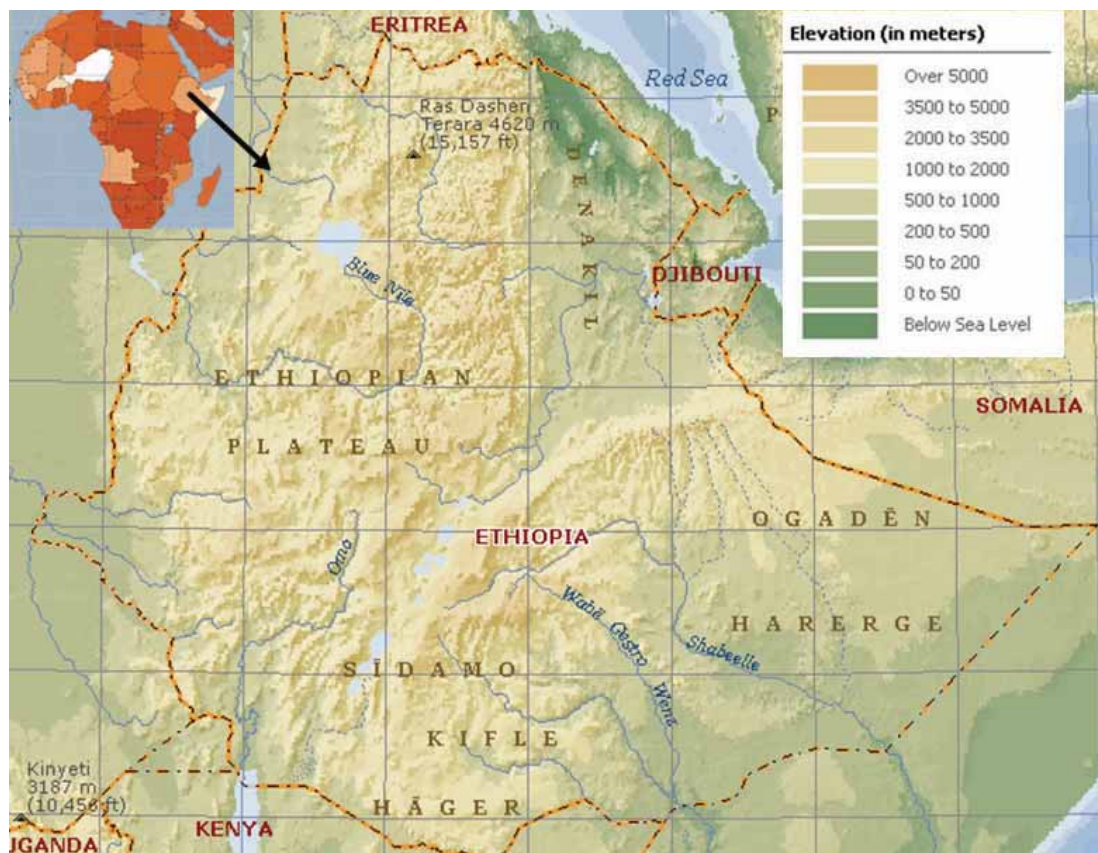 ERITREA
Red Sea
Ras Dashen
Terara 4620 m
(15,157 ft)
DENAKIL
Blue Nile
DJIBOUTI
ETHIOPIAN
PLATEAU
SOMALIA
ETHIOPIA
OGADĒN
Omo
Wabē Gestro Wenz
HARERGE
Shabeelle
SĪDAMO
KIFLE
HĀGER
Kinyeti
3187 m
(10,456 ft)
KENYA
UGANDA
Elevation (in meters)
Over 5000
3500 to 5000
2000 to 3500
1000 to 2000
500 to 1000
200 to 500
50 to 200
0 to 50
Below Sea Level